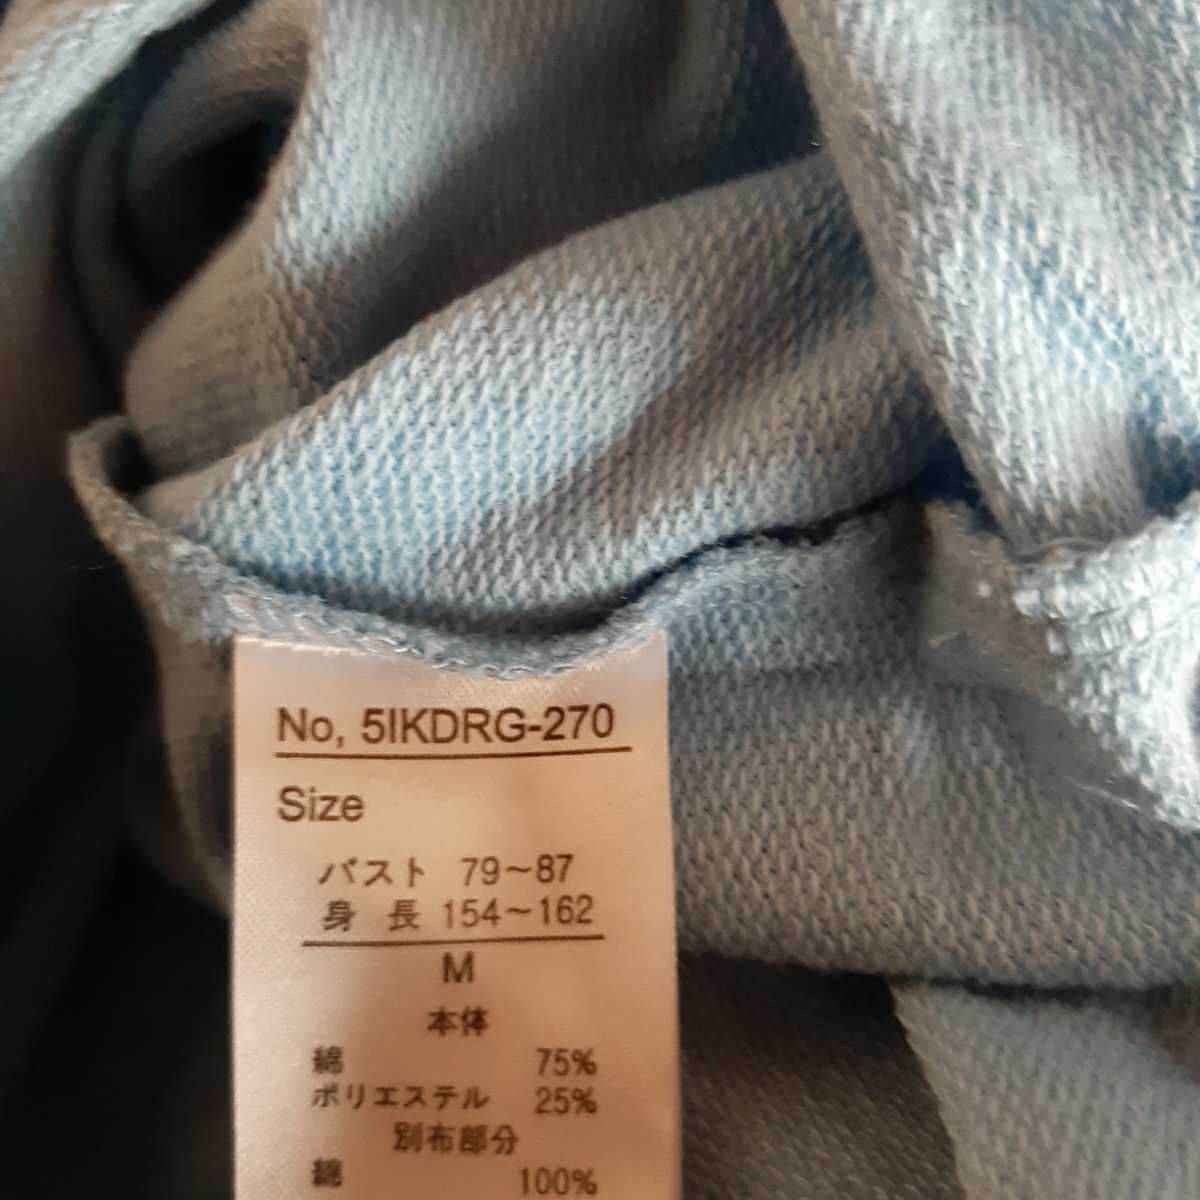 No, 5IKDRG-270
Size
バスト 79～87
身 長 154～162
M
本体
綿 75%
ポリエステル 25%
別布部分
綿 100%